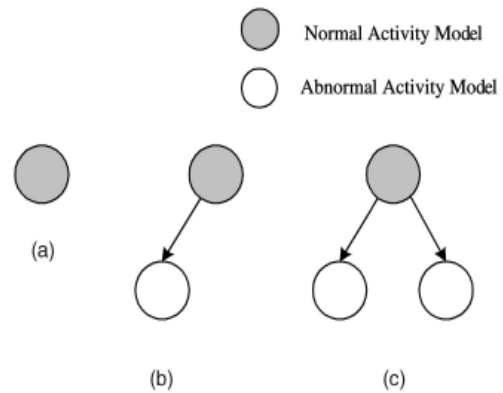 Normal Activity Model
Abnormal Activity Model
(a)
(b)
(c)